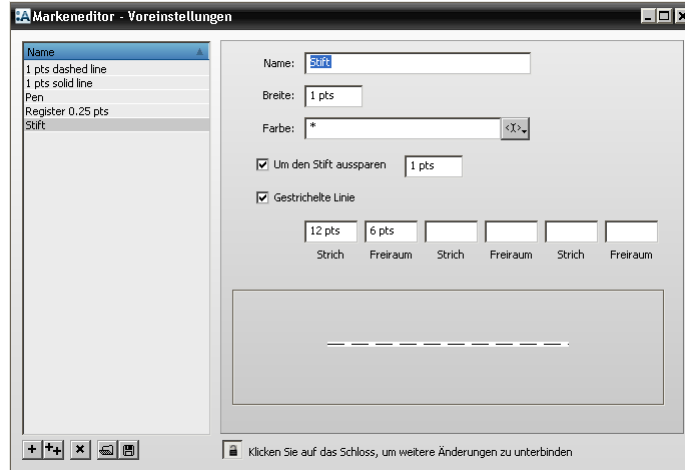 :A Markeneditor - Voreinstellungen
Name
1 pts dashed line
1 pts solid line
Pen
Register 0.25 pts
Stift
Name: Stift
Breite: 1 pts
Farbe: *
Um den Stift aussparen 1 pts
Gestrichelte Linie
12 pts 6 pts
Strich Freiraum Strich Freiraum Strich Freiraum
Klicken Sie auf das Schloss, um weitere Änderungen zu unterbinden